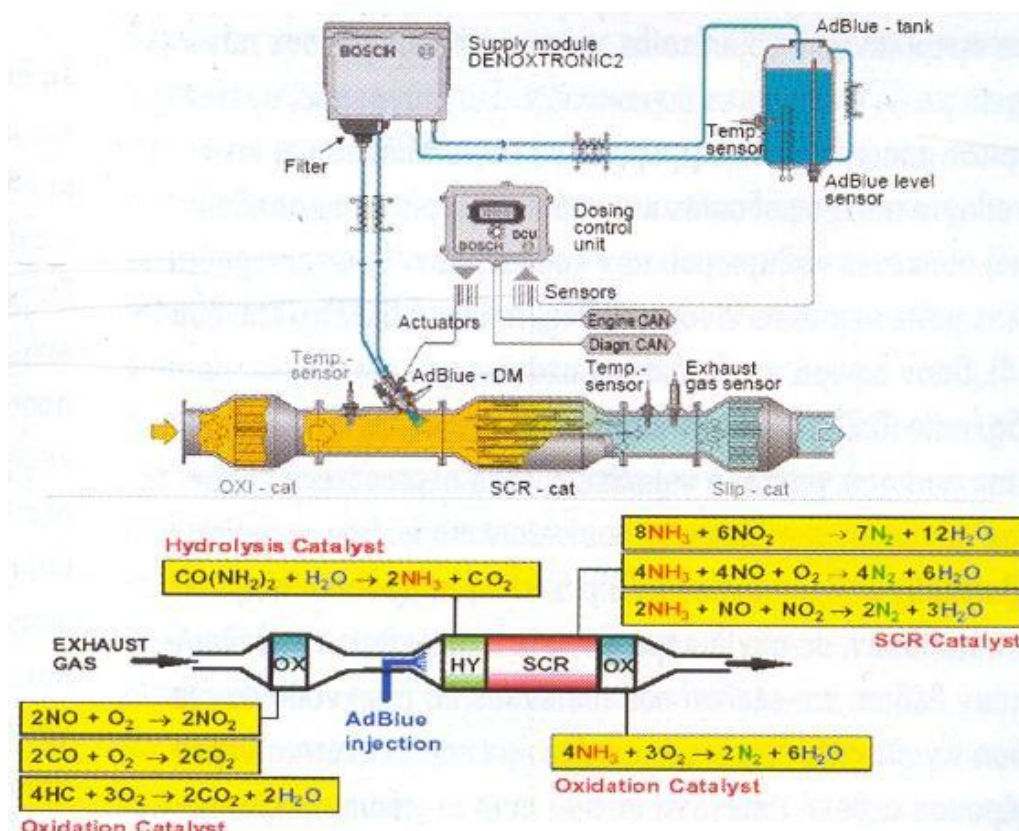 BOSCH
Supply module
DENOXTRONIC2
AdBlue - tank
Filter
Temp.-
sensor
AdBlue level
sensor
Dosing
control
unit
BOSCH
DCU
Actuators
Sensors
Engine CAN
Diagn. CAN
Temp.-
sensor
AdBlue - DM
Temp.-
sensor
Exhaust
gas sensor
OXI - cat
SCR - cat
Slip - cat
Hydrolysis Catalyst
CO(NH₂)₂ + H₂O → 2NH₃ + CO₂
8NH₃ + 6NO₂ → 7N₂ + 12H₂O
4NH₃ + 4NO + O₂ → 4N₂ + 6H₂O
2NH₃ + NO + NO₂ → 2N₂ + 3H₂O
SCR Catalyst
EXHAUST
GAS
OX
HY
SCR
OX
AdBlue
injection
2NO + O₂ → 2NO₂
2CO + O₂ → 2CO₂
4HC + 3O₂ → 2CO₂ + 2H₂O
Oxidation Catalyst
4NH₃ + 3O₂ → 2N₂ + 6H₂O
Oxidation Catalyst